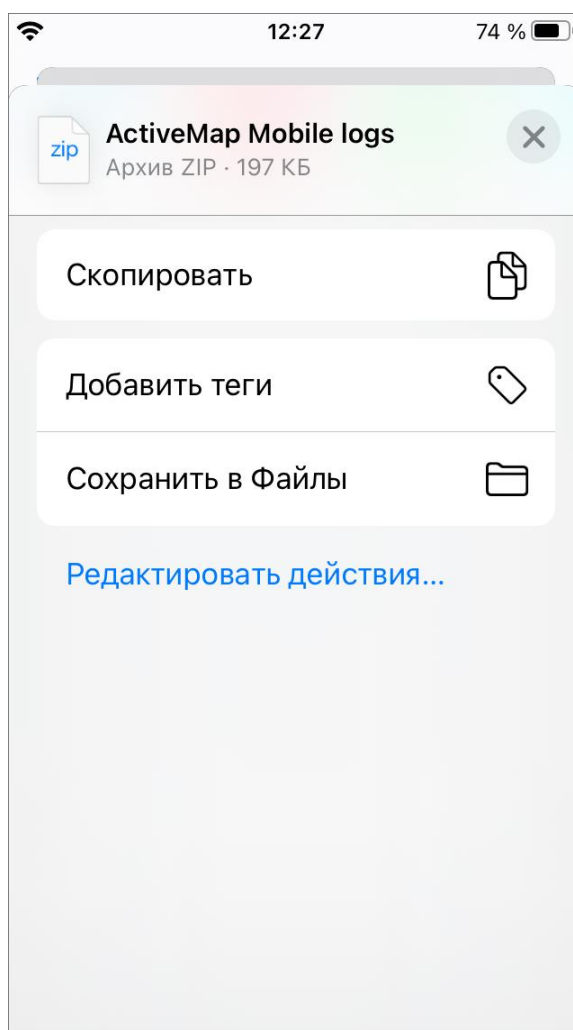 12:27
74 %
zip
ActiveMap Mobile logs
Архив ZIP · 197 КБ
Скопировать
Добавить теги
Сохранить в Файлы
Редактировать действия...